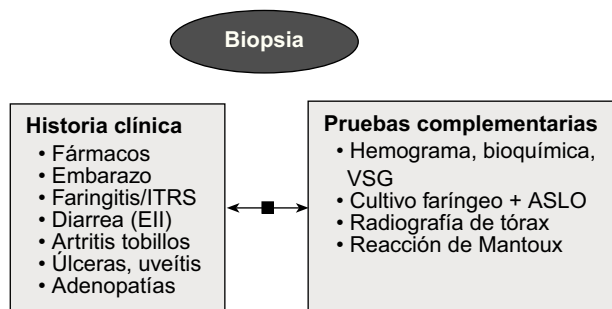 Biopsia
Historia clínica
• Fármacos
• Embarazo
• Faringitis/ITRS
• Diarrea (EII)
• Artritis tobillos
• Úlceras, uveítis
• Adenopatías
Pruebas complementarias
• Hemograma, bioquímica,
VSG
• Cultivo faríngeo + ASLO
• Radiografía de tórax
• Reacción de Mantoux